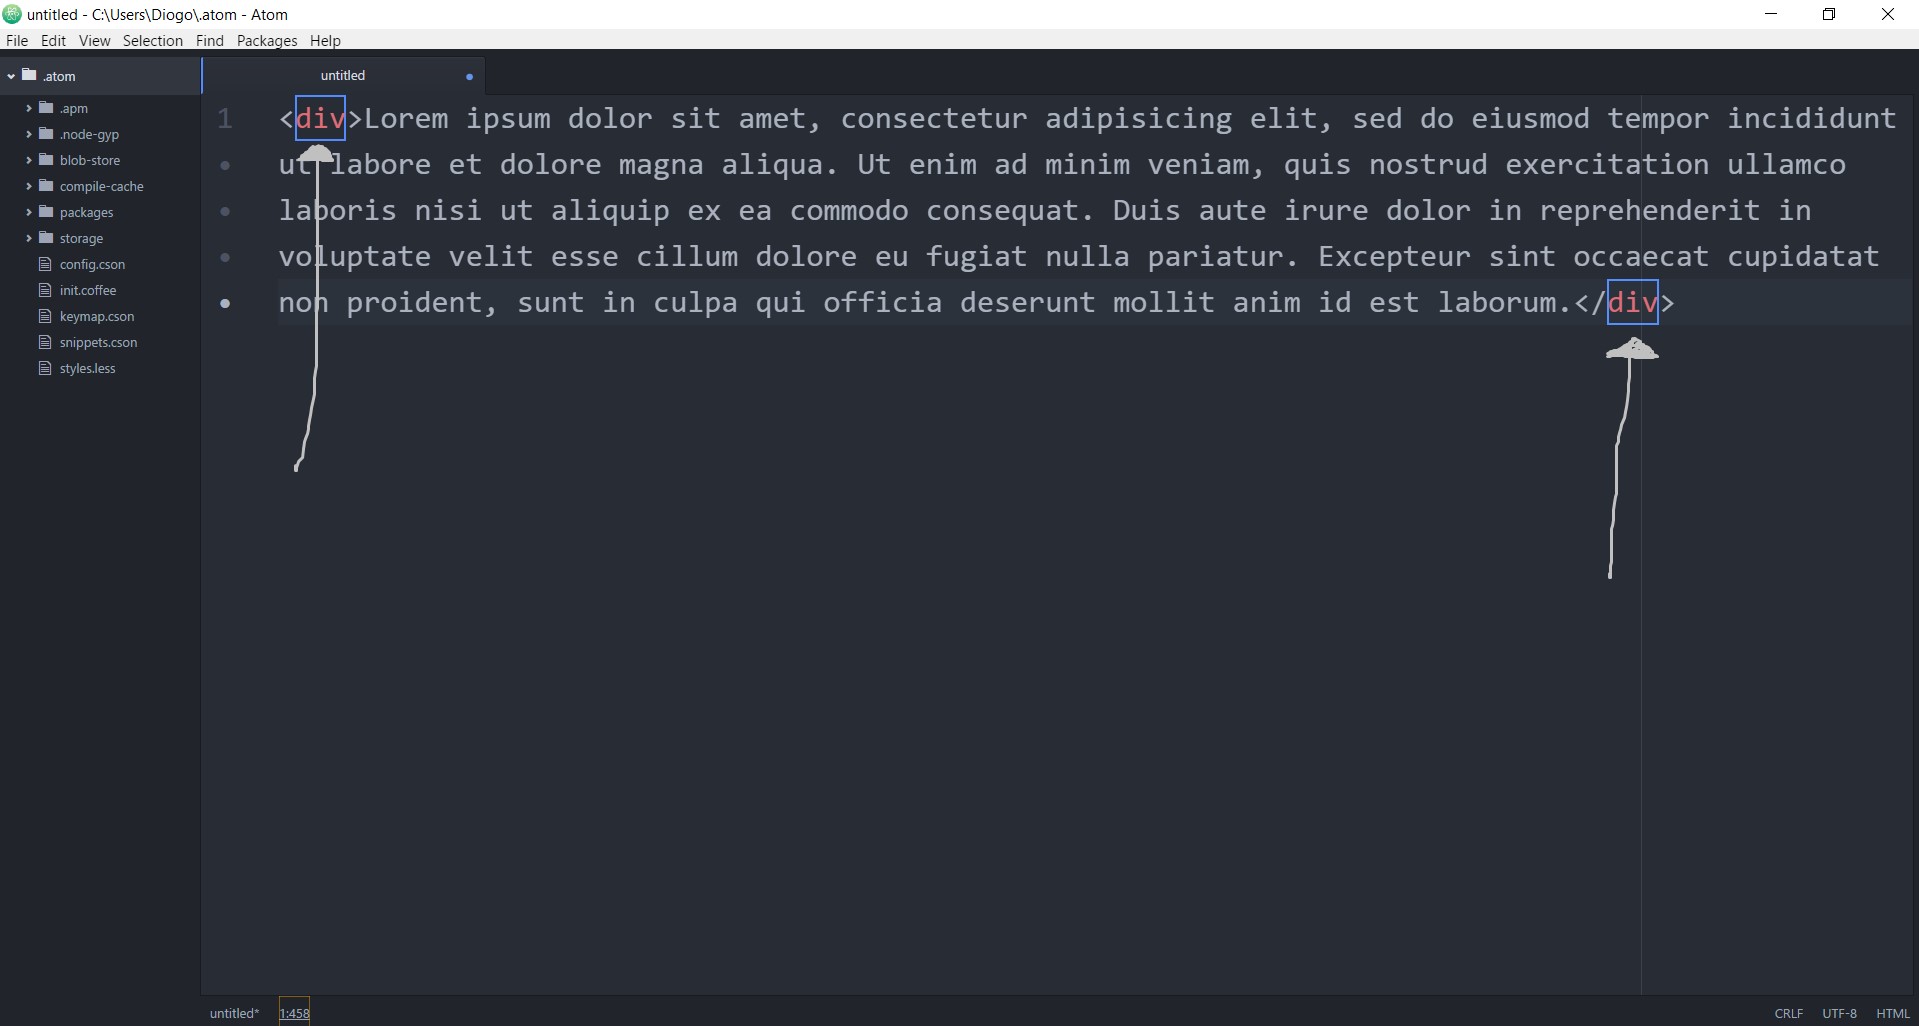 untitled - C:\Users\Diogo\.atom - Atom
File Edit View Selection Find Packages Help
.atom
.apm
.node-gyp
blob-store
compile-cache
packages
storage
config.cson
init.coffee
keymap.cson
snippets.cson
styles.less
untitled
1 <div>Lorem ipsum dolor sit amet, consectetur adipisicing elit, sed do eiusmod tempor incididunt
ut labore et dolore magna aliqua. Ut enim ad minim veniam, quis nostrud exercitation ullamco
laboris nisi ut aliquip ex ea commodo consequat. Duis aute irure dolor in reprehenderit in
voluptate velit esse cillum dolore eu fugiat nulla pariatur. Excepteur sint occaecat cupidatat
non proident, sunt in culpa qui officia deserunt mollit anim id est laborum.</div>
untitled* 1:458 CRLF UTF-8 HTML